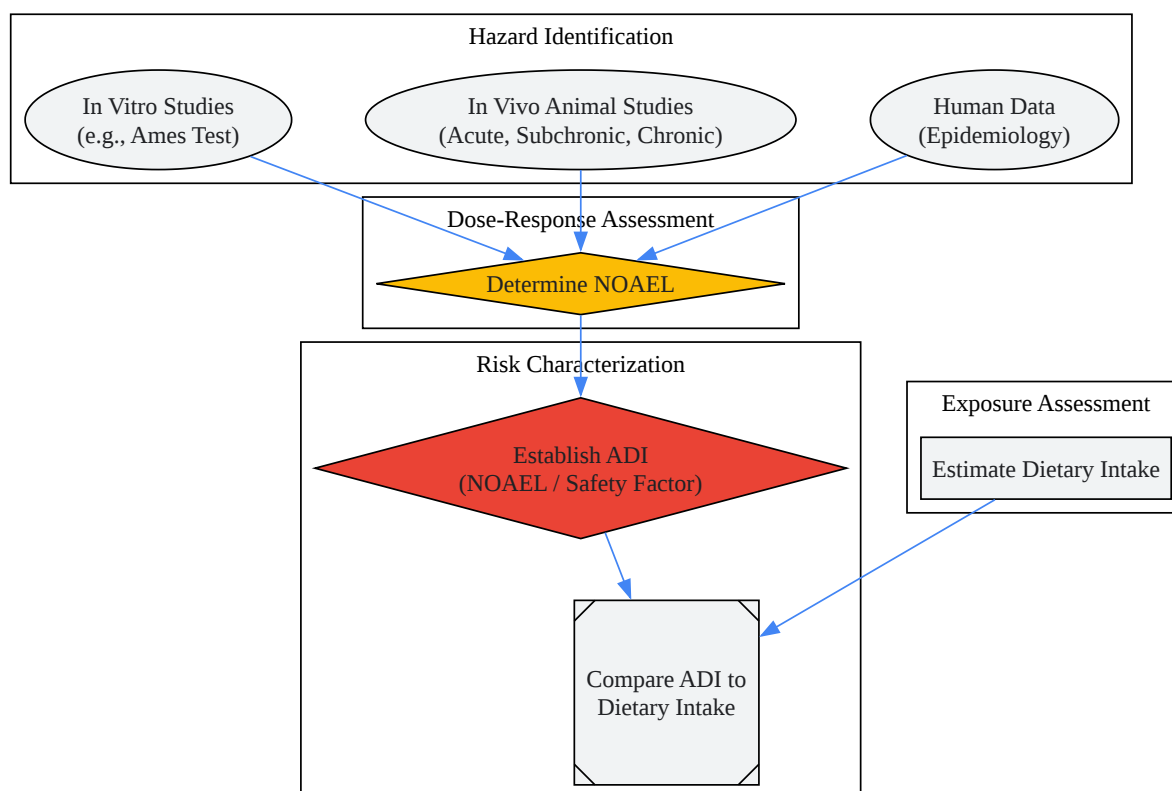 Hazard Identification
In Vitro Studies
(e.g., Ames Test)
In Vivo Animal Studies
(Acute, Subchronic, Chronic)
Human Data
(Epidemiology)
Dose-Response Assessment
Determine NOAEL
Risk Characterization
Establish ADI
(NOAEL / Safety Factor)
Exposure Assessment
Estimate Dietary Intake
Compare ADI to
Dietary Intake